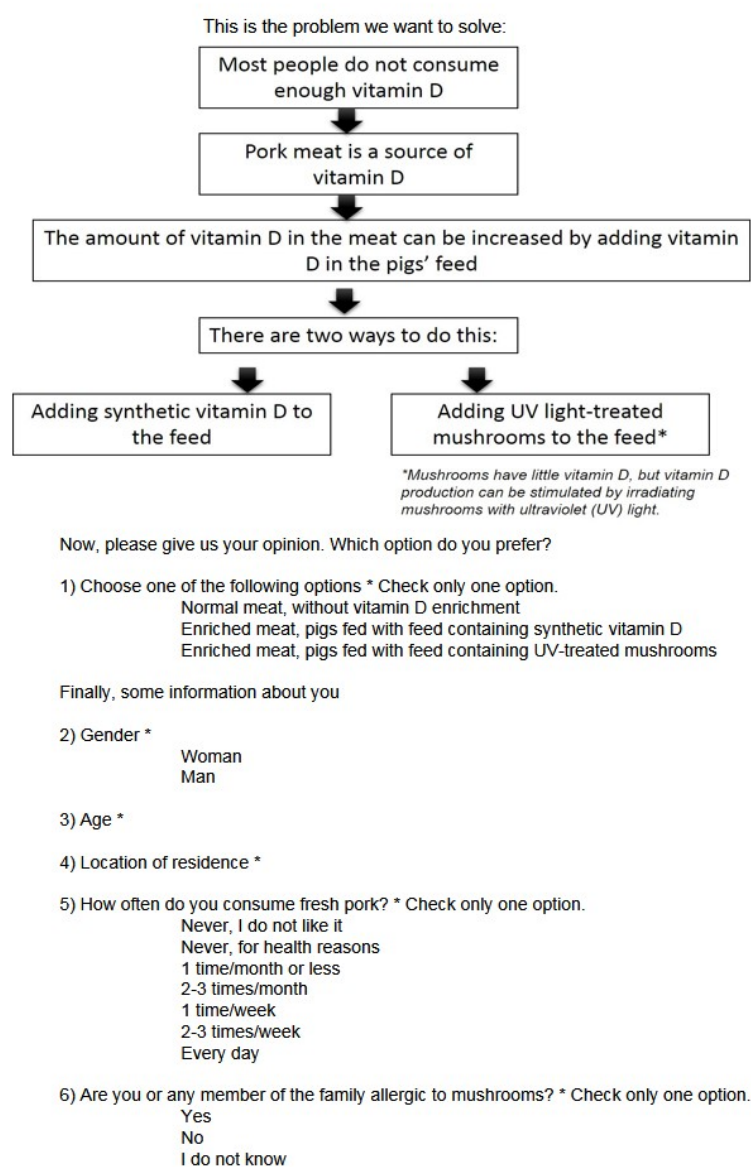 This is the problem we want to solve:
Most people do not consume
enough vitamin D
Pork meat is a source of
vitamin D
The amount of vitamin D in the meat can be increased by adding vitamin
D in the pigs' feed
There are two ways to do this:
Adding synthetic vitamin D to
the feed
Adding UV light-treated
mushrooms to the feed*
*Mushrooms have little vitamin D, but vitamin D
production can be stimulated by irradiating
mushrooms with ultraviolet (UV) light.
Now, please give us your opinion. Which option do you prefer?
1) Choose one of the following options * Check only one option.
Normal meat, without vitamin D enrichment
Enriched meat, pigs fed with feed containing synthetic vitamin D
Enriched meat, pigs fed with feed containing UV-treated mushrooms
Finally, some information about you
2) Gender *
Woman
Man
3) Age *
4) Location of residence *
5) How often do you consume fresh pork? * Check only one option.
Never, I do not like it
Never, for health reasons
1 time/month or less
2-3 times/month
1 time/week
2-3 times/week
Every day
6) Are you or any member of the family allergic to mushrooms? * Check only one option.
Yes
No
I do not know